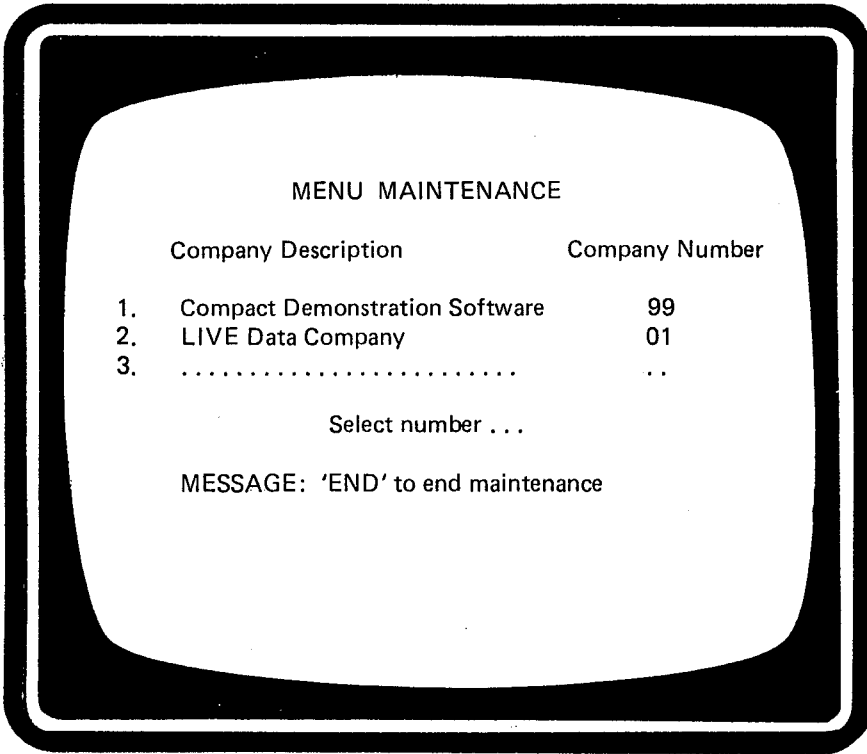 MENU MAINTENANCE
Company Description Company Number
1. Compact Demonstration Software 99
2. LIVE Data Company 01
3. . . . . . . . . . . . . . . . . . . . . . . . . . . .
Select number . . .
MESSAGE: 'END' to end maintenance